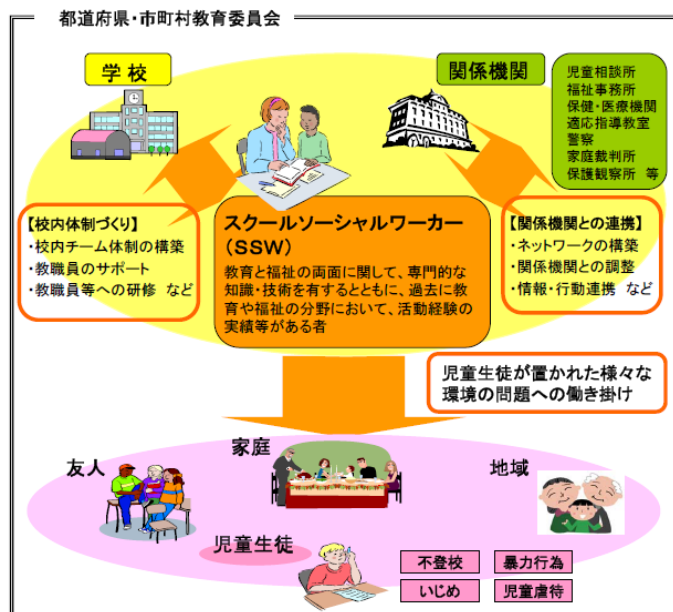 都道府県・市町村教育委員会
学校
関係機関
児童相談所
福祉事務所
保健・医療機関
適応指導教室
警察
家庭裁判所
保護観察所 等
【校内体制づくり】
・校内チーム体制の構築
・教職員のサポート
・教職員等への研修 など
スクールソーシャルワーカー
(SSW)
教育と福祉の両面に関して、専門的な
知識・技術を有するとともに、過去に教
育や福祉の分野において、活動経験の
実績等がある者
【関係機関との連携】
・ネットワークの構築
・関係機関との調整
・情報・行動連携 など
児童生徒が置かれた様々な
環境の問題への働き掛け
家庭
友人
地域
児童生徒
不登校
暴力行為
いじめ
児童虐待